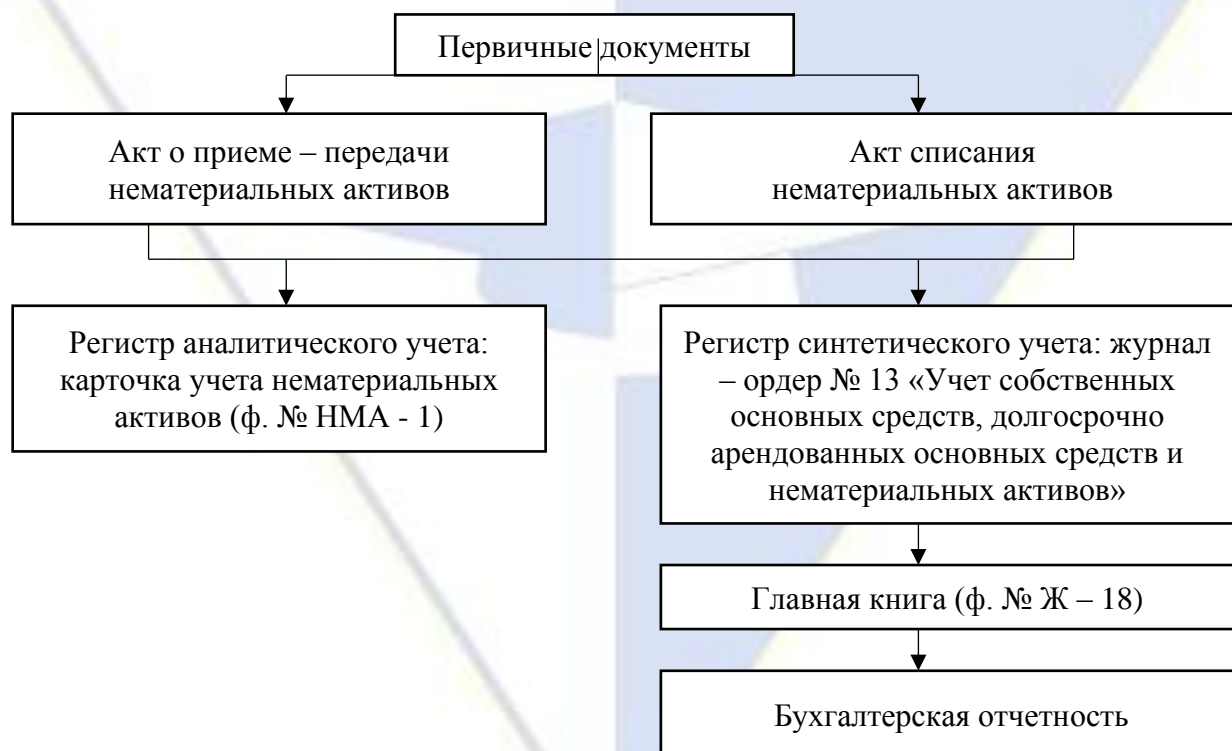 Первичные документы
Акт о приеме – передачи
нематериальных активов
Акт списания
нематериальных активов
Регистр аналитического учета:
карточка учета нематериальных
активов (ф. № НМА - 1)
Регистр синтетического учета: журнал
– ордер № 13 «Учет собственных
основных средств, долгосрочно
арендованных основных средств и
нематериальных активов»
Главная книга (ф. № Ж – 18)
Бухгалтерская отчетность